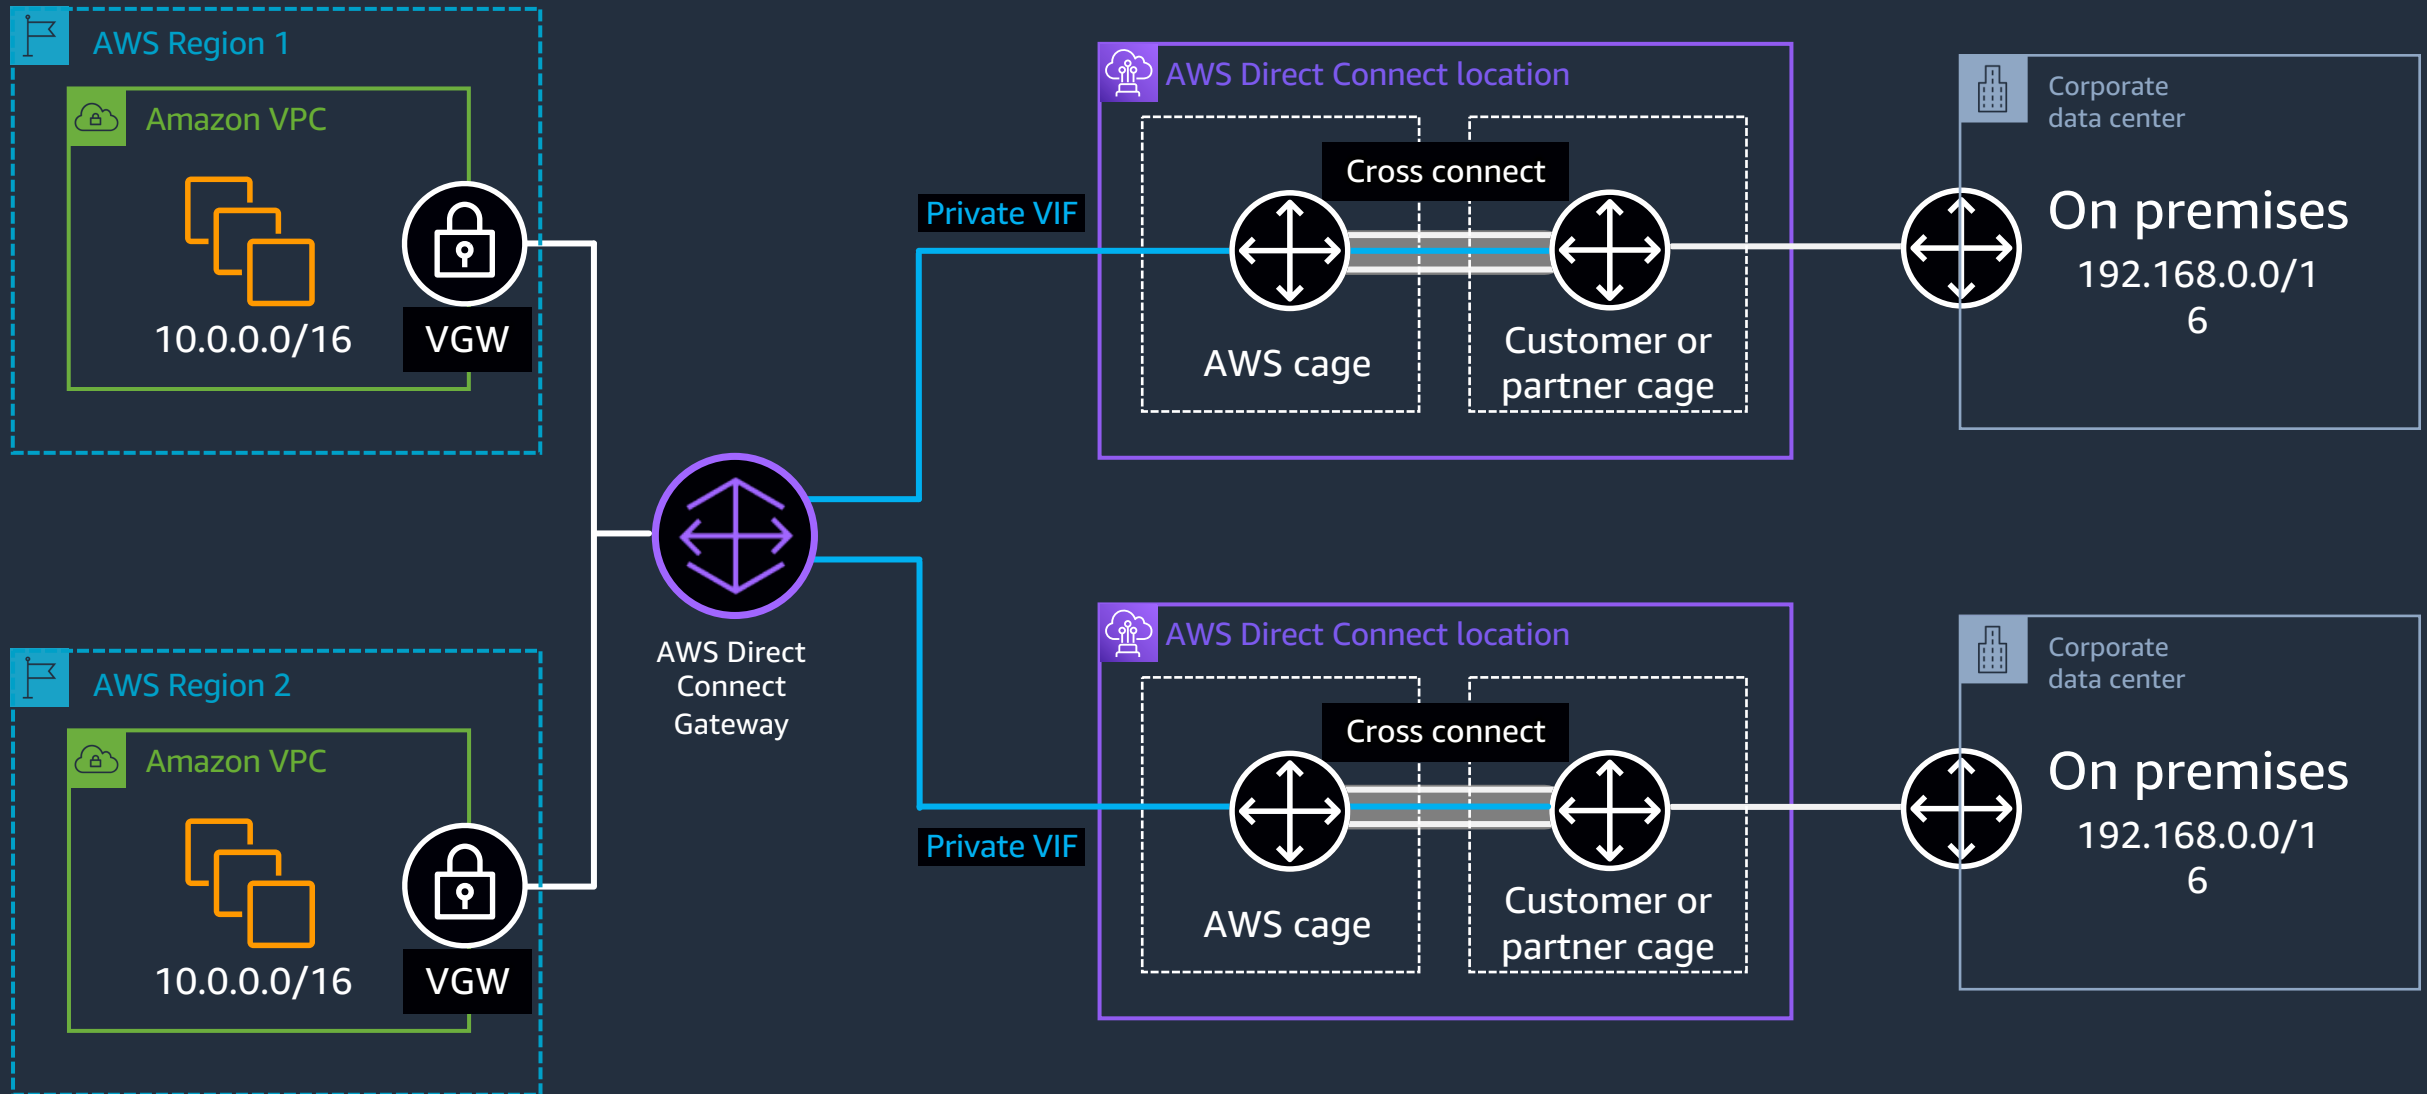 AWS Region 1
Amazon VPC
10.0.0.0/16
VGW
AWS Direct Connect location
Cross connect
Private VIF
AWS cage
Customer or
partner cage
Corporate
data center
On premises
192.168.0.0/1
6
AWS Direct
Connect
Gateway
AWS Region 2
Amazon VPC
10.0.0.0/16
VGW
AWS Direct Connect location
Cross connect
Private VIF
AWS cage
Customer or
partner cage
Corporate
data center
On premises
192.168.0.0/1
6